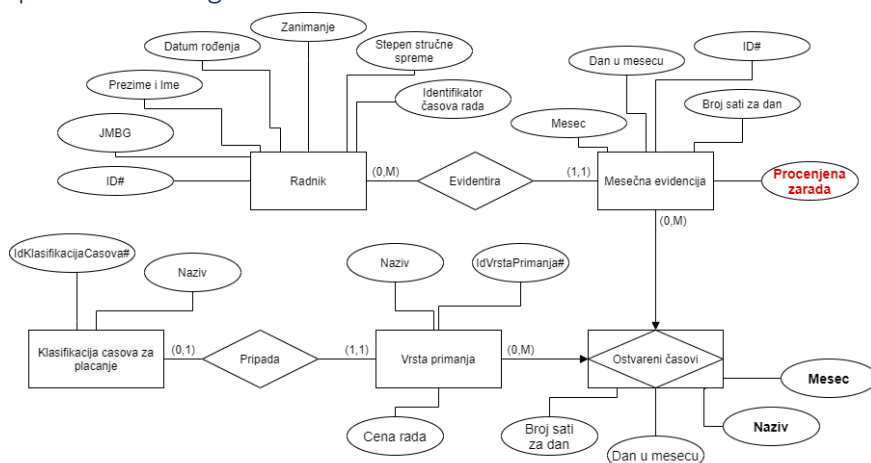 Zanimanje
Datum rođenja
Stepen stručne
spreme
Prezime i Ime
Identifikator
časova rada
JMBG
ID#
Radnik
(0,M)
Evidentira
(1,1)
Mesečna evidencija
Mesec
Dan u mesecu
ID#
Broj sati za dan
Procenjena
zarada
(0,M)
IdKlasifikacijaCasova#
Naziv
Klasifikacija casova za
placanje
(0,1)
Pripada
(1,1)
Naziv
IdVrstaPrimanja#
Vrsta primanja
(0,M)
Cena rada
Ostvareni časovi
Mesec
Naziv
Broj sati
za dan
Dan u mesecu